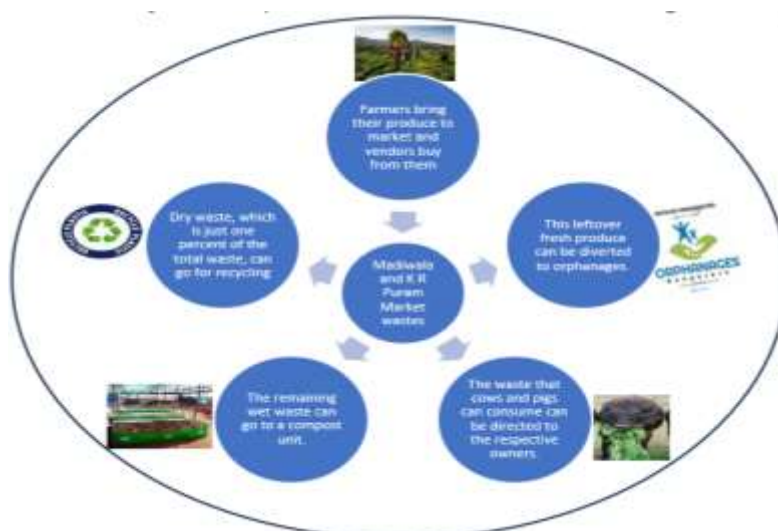 Farmers bring
their produce to
market and
vendors buy
from them
Dry waste, which
is just one
percent of the
total waste, can
go for recycling
This leftover
fresh produce can
be diverted to
orphanages.
ORPHANAGES
Madiwala
and K R
Puram
Market
wastes
The remaining
wet waste can
go to a compost
unit.
The waste that
cows and pigs
can consume can
be directed to
the respective
owners.